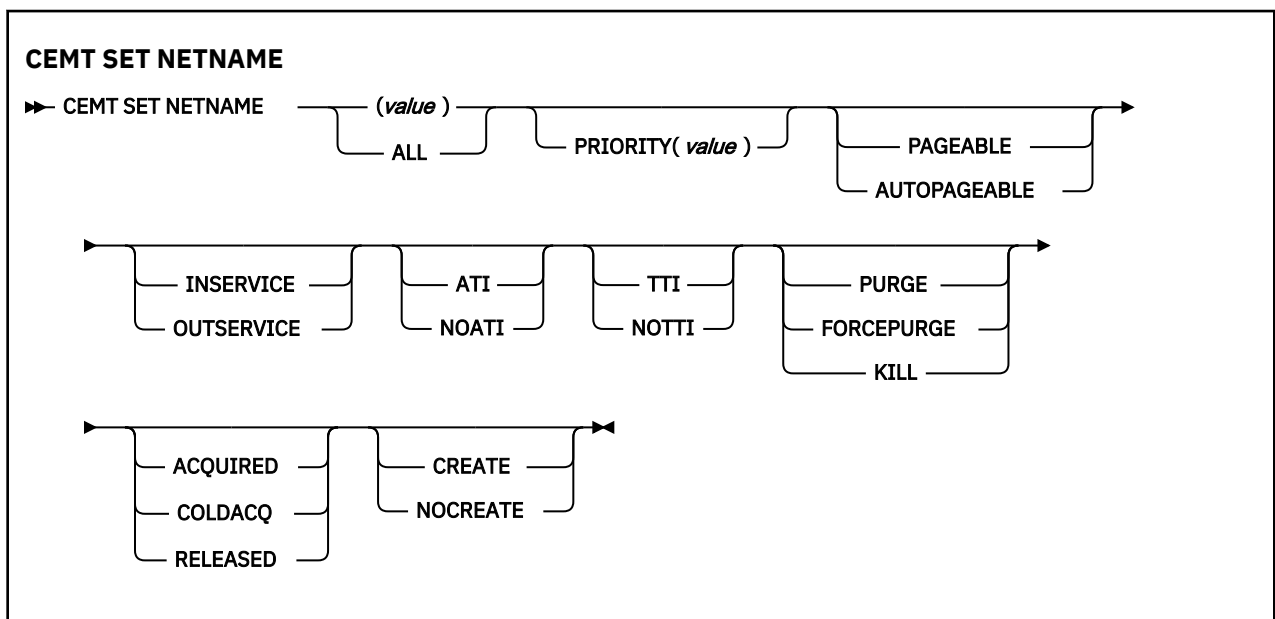 CEMT SET NETNAME
CEMT SET NETNAME (value )
ALL
PRIORITY( value )
PAGEABLE
AUTOPAGEABLE
INSERVICE
OUTSERVICE
ATI
NOATI
TTI
NOTTI
PURGE
FORCEPURGE
KILL
ACQUIRED
COLDACQ
RELEASED
CREATE
NOCREATE